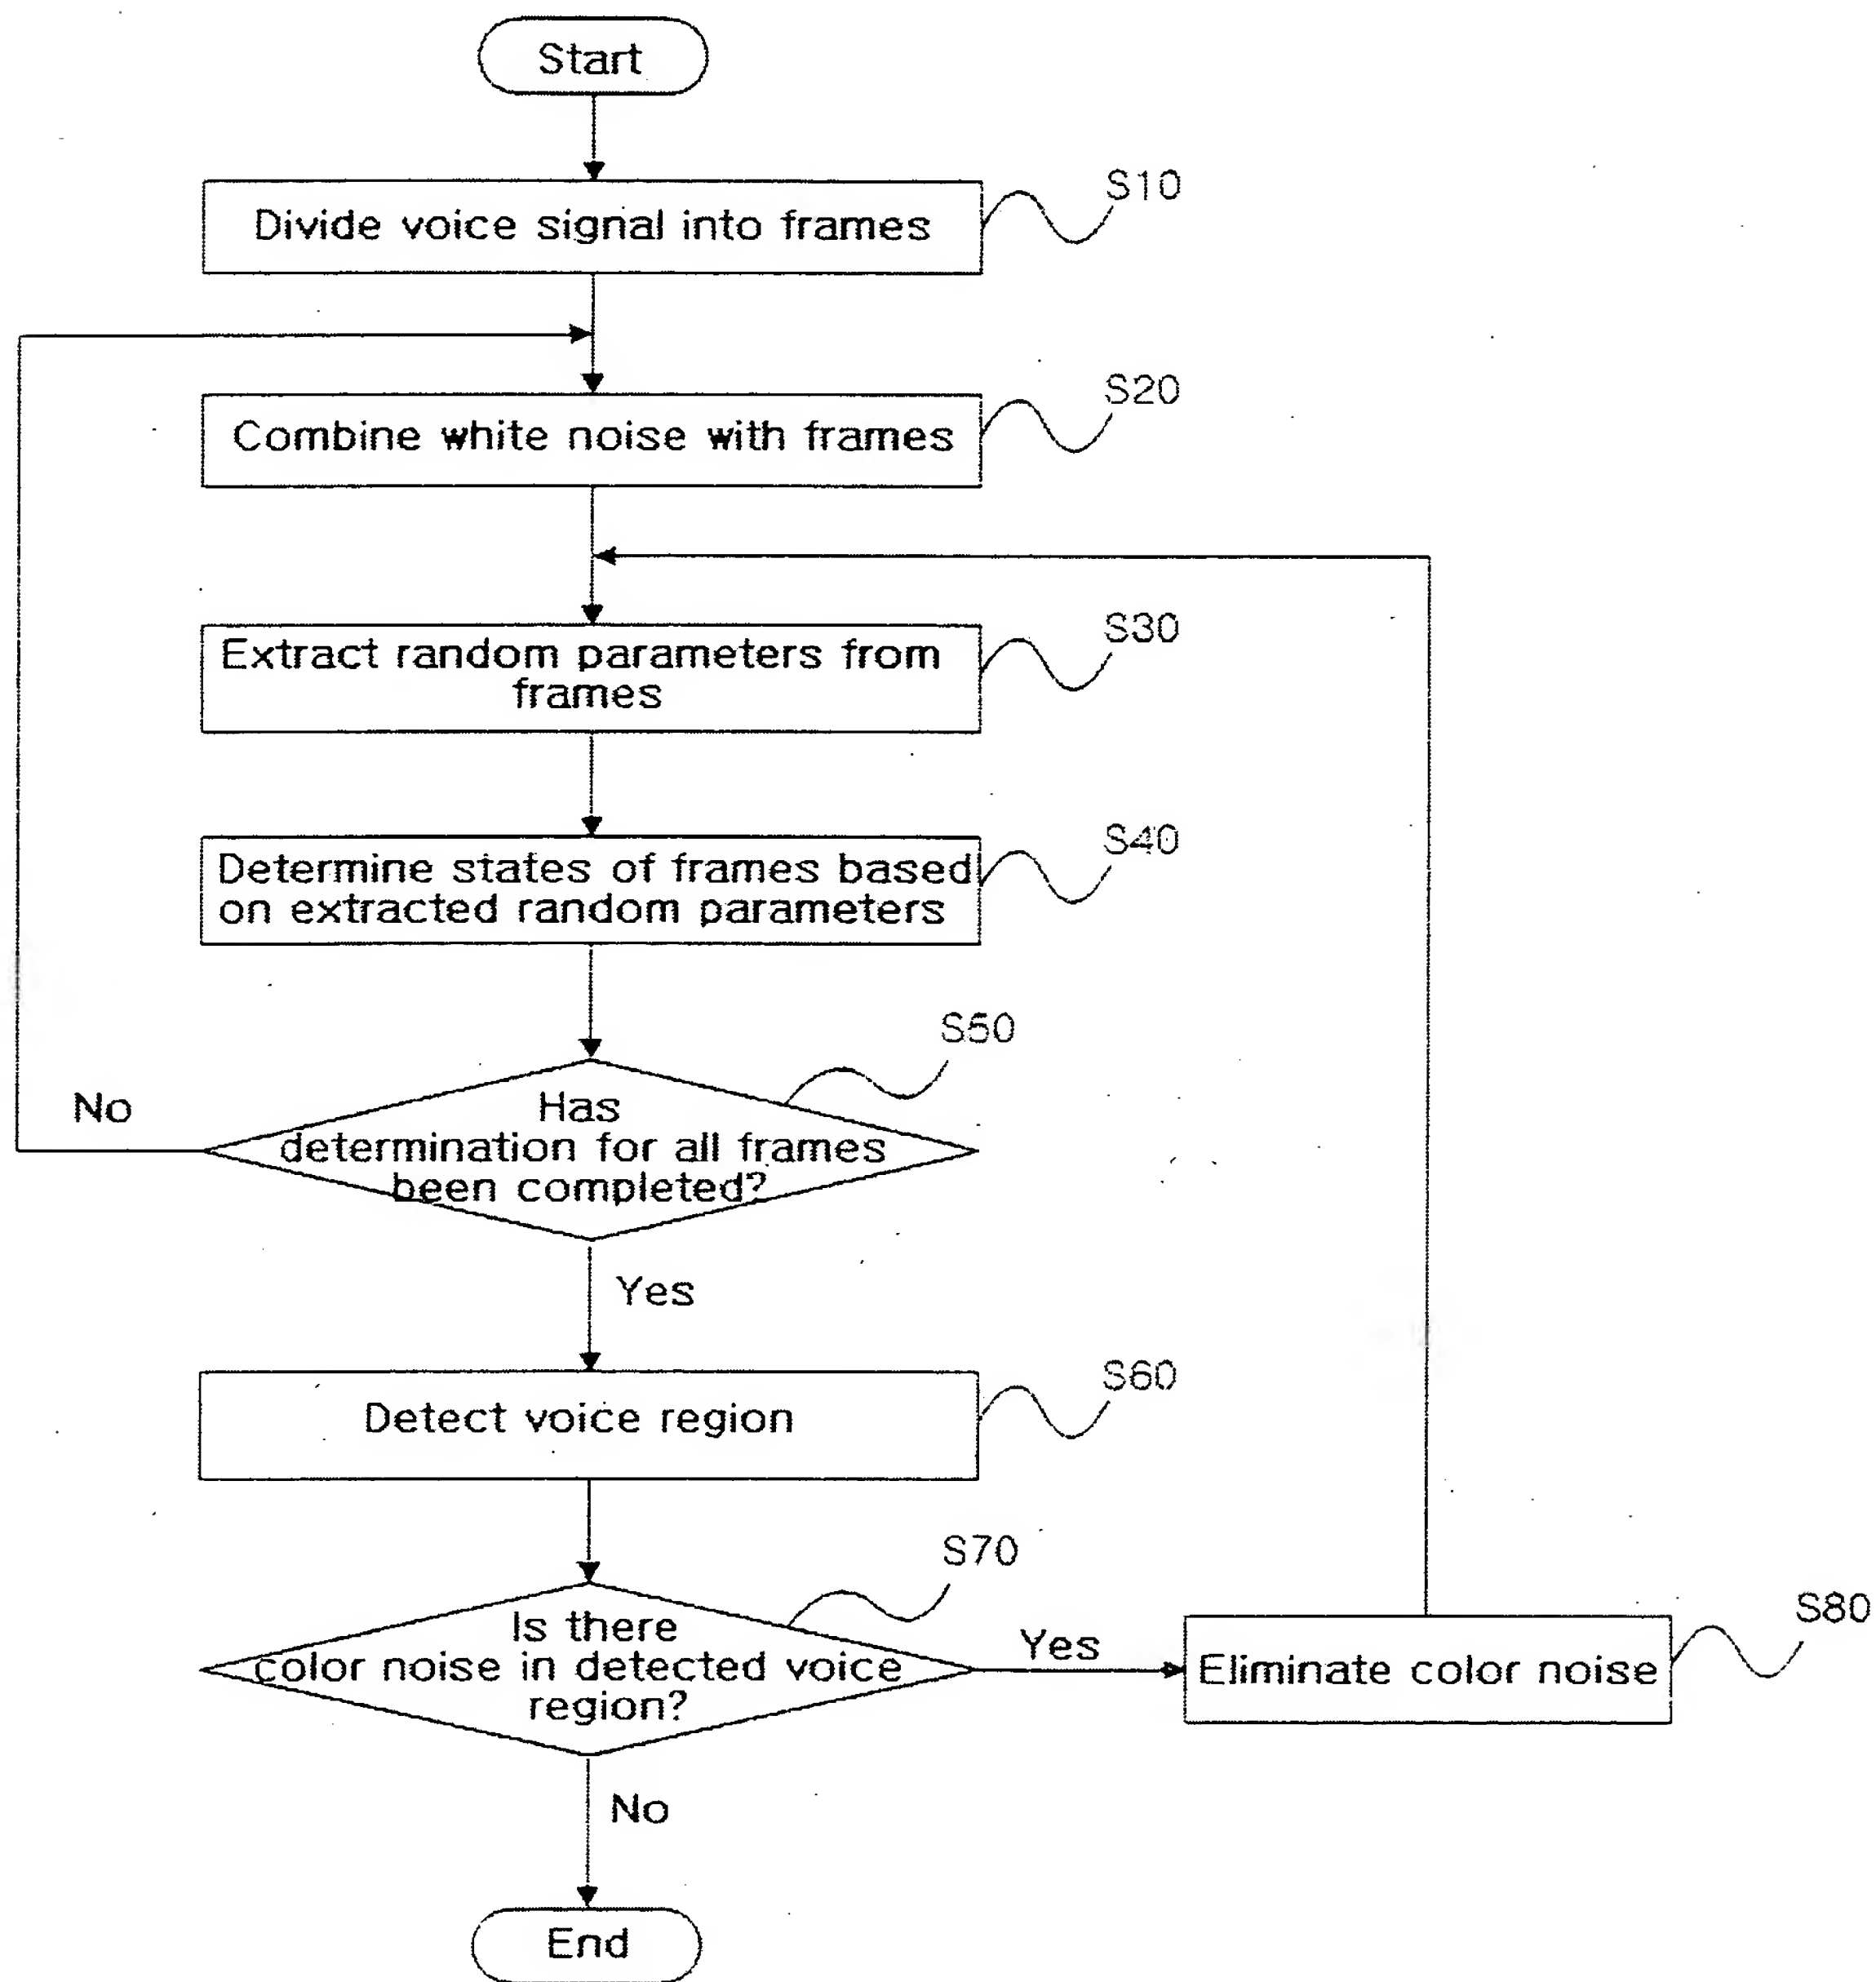 Start
S10
Divide voice signal into frames
S20
Combine white noise with frames
S30
Extract random parameters from
frames
S40
Determine states of frames based
on extracted random parameters
S50
No
Has
determination for all frames
been completed?
Yes
S60
Detect voice region
S70
Is there
color noise in detected voice
region?
Yes
S80
Eliminate color noise
No
End